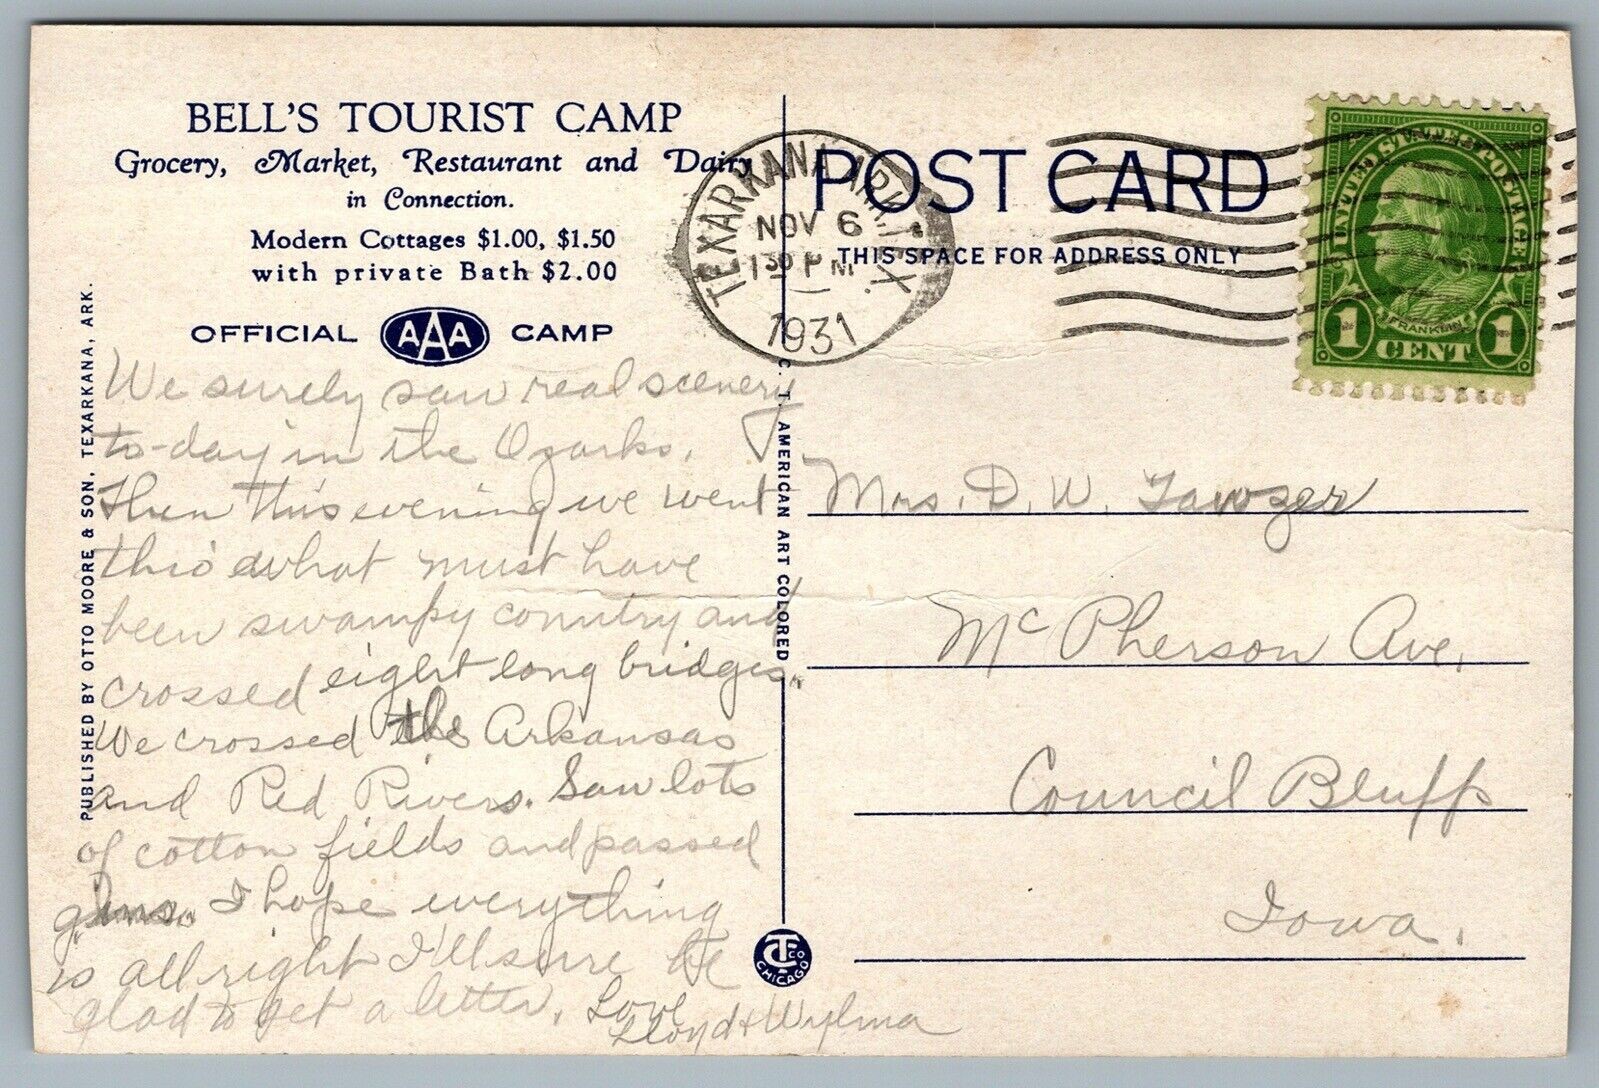 BELL'S TOURIST CAMP
Grocery, Market, Restaurant and Dairy
in Connection.
Modern Cottages $1.00, $1.50
with private Bath $2.00
OFFICIAL AAA CAMP
We surely saw real scenery
to-day in the Ozarks.
Then this evening we went
thro what must have
been swampy country and
crossed eight long bridges.
We crossed the Arkansas
and Red Rivers. Saw lots
of cotton fields and passed
gins. I hope everything
is all right I'll sure be
glad to get a letter. Love
Lloyd & Wylma
PUBLISHED BY OTTO MOORE & SON, TEXARKANA, ARK.
C. T. AMERICAN ART COLORED
CT CO
CHICAGO
TEXARKANA, ARK.-TEX.
NOV 6
130 PM
1931
POST CARD
THIS SPACE FOR ADDRESS ONLY
UNITED STATES POSTAGE
FRANKLIN
1 CENT 1
Mrs. D. W. Tawzer
McPherson Ave.
Council Bluffs
Iowa.